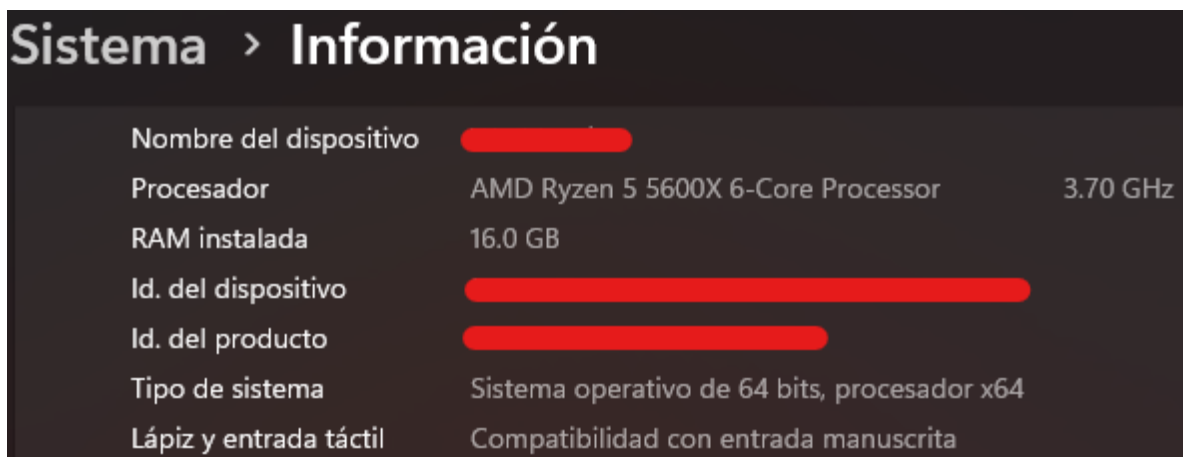 Sistema > Información
Nombre del dispositivo
Procesador AMD Ryzen 5 5600X 6-Core Processor 3.70 GHz
RAM instalada 16.0 GB
Id. del dispositivo
Id. del producto
Tipo de sistema Sistema operativo de 64 bits, procesador x64
Lápiz y entrada táctil Compatibilidad con entrada manuscrita